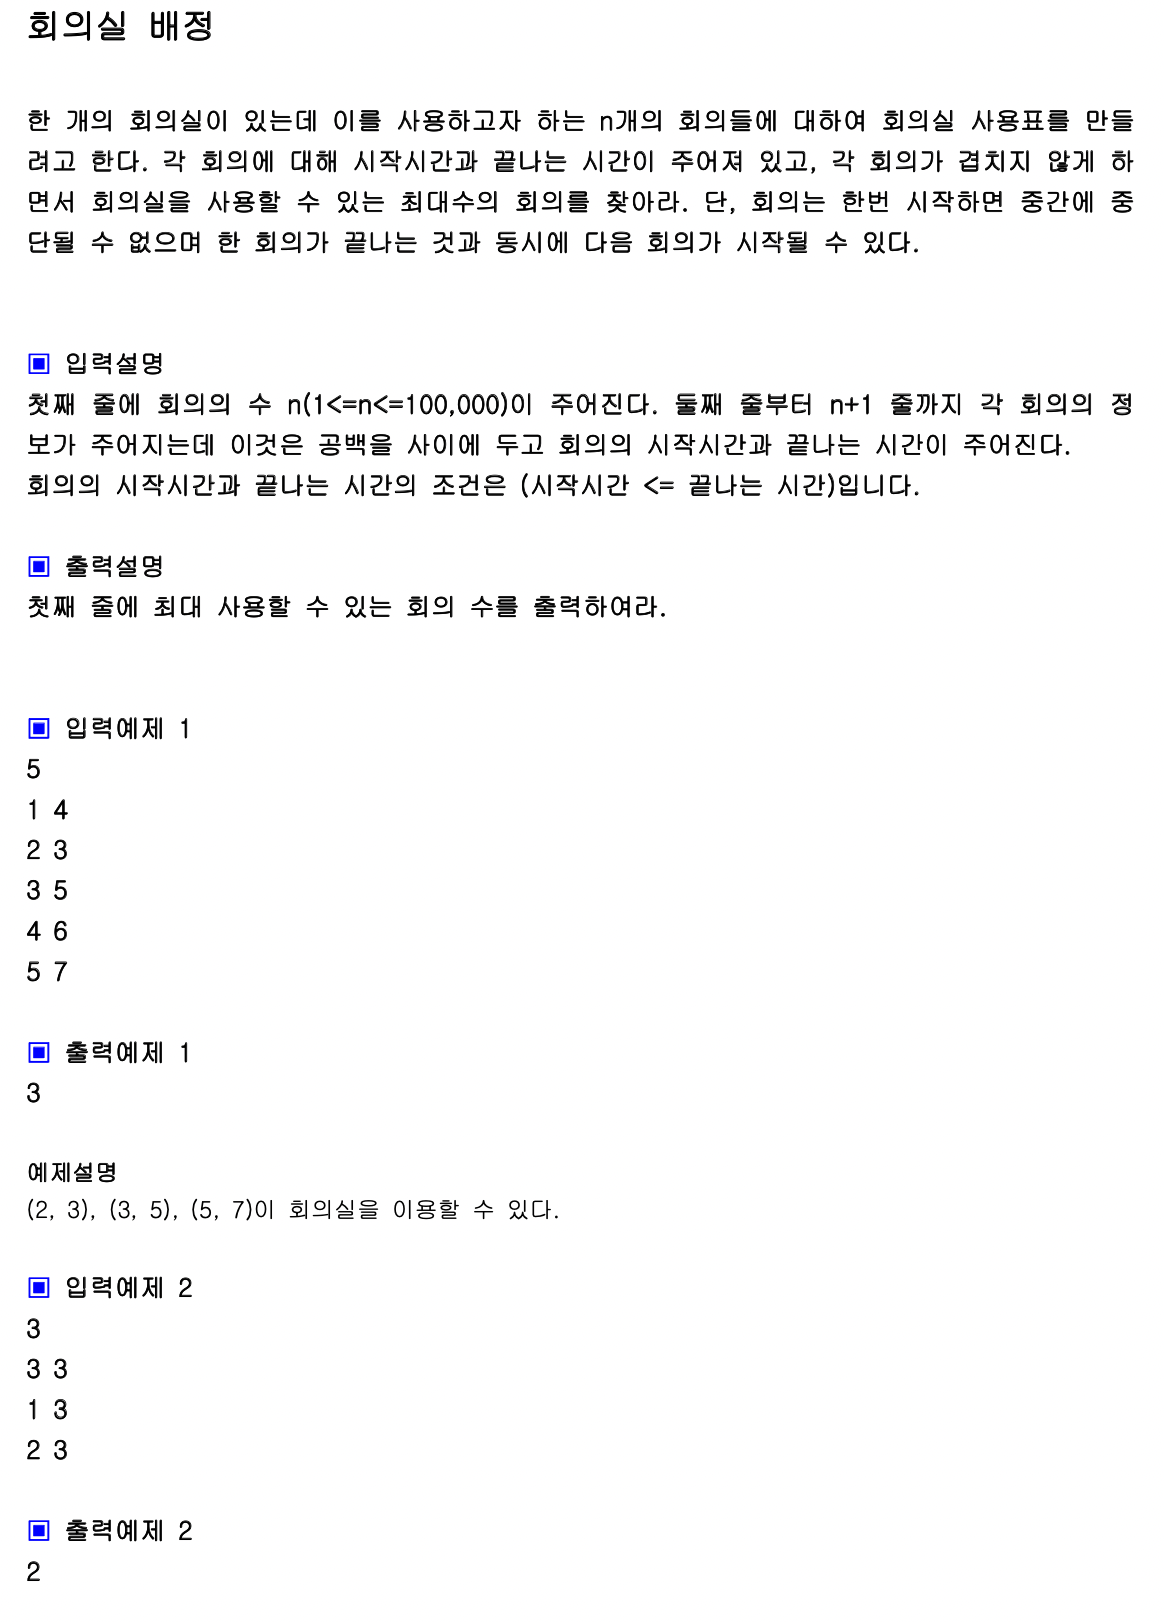 회의실 배정
한 개의 회의실이 있는데 이를 사용하고자 하는 n개의 회의들에 대하여 회의실 사용표를 만들
려고 한다. 각 회의에 대해 시작시간과 끝나는 시간이 주어져 있고, 각 회의가 겹치지 않게 하
면서 회의실을 사용할 수 있는 최대수의 회의를 찾아라. 단, 회의는 한번 시작하면 중간에 중
단될 수 없으며 한 회의가 끝나는 것과 동시에 다음 회의가 시작될 수 있다.
▣ 입력설명
첫째 줄에 회의의 수 n(1<=n<=100,000)이 주어진다. 둘째 줄부터 n+1 줄까지 각 회의의 정
보가 주어지는데 이것은 공백을 사이에 두고 회의의 시작시간과 끝나는 시간이 주어진다.
회의의 시작시간과 끝나는 시간의 조건은 (시작시간 <= 끝나는 시간)입니다.
▣ 출력설명
첫째 줄에 최대 사용할 수 있는 회의 수를 출력하여라.
▣ 입력예제 1
5
1 4
2 3
3 5
4 6
5 7
▣ 출력예제 1
3
예제설명
(2, 3), (3, 5), (5, 7)이 회의실을 이용할 수 있다.
▣ 입력예제 2
3
3 3
1 3
2 3
▣ 출력예제 2
2